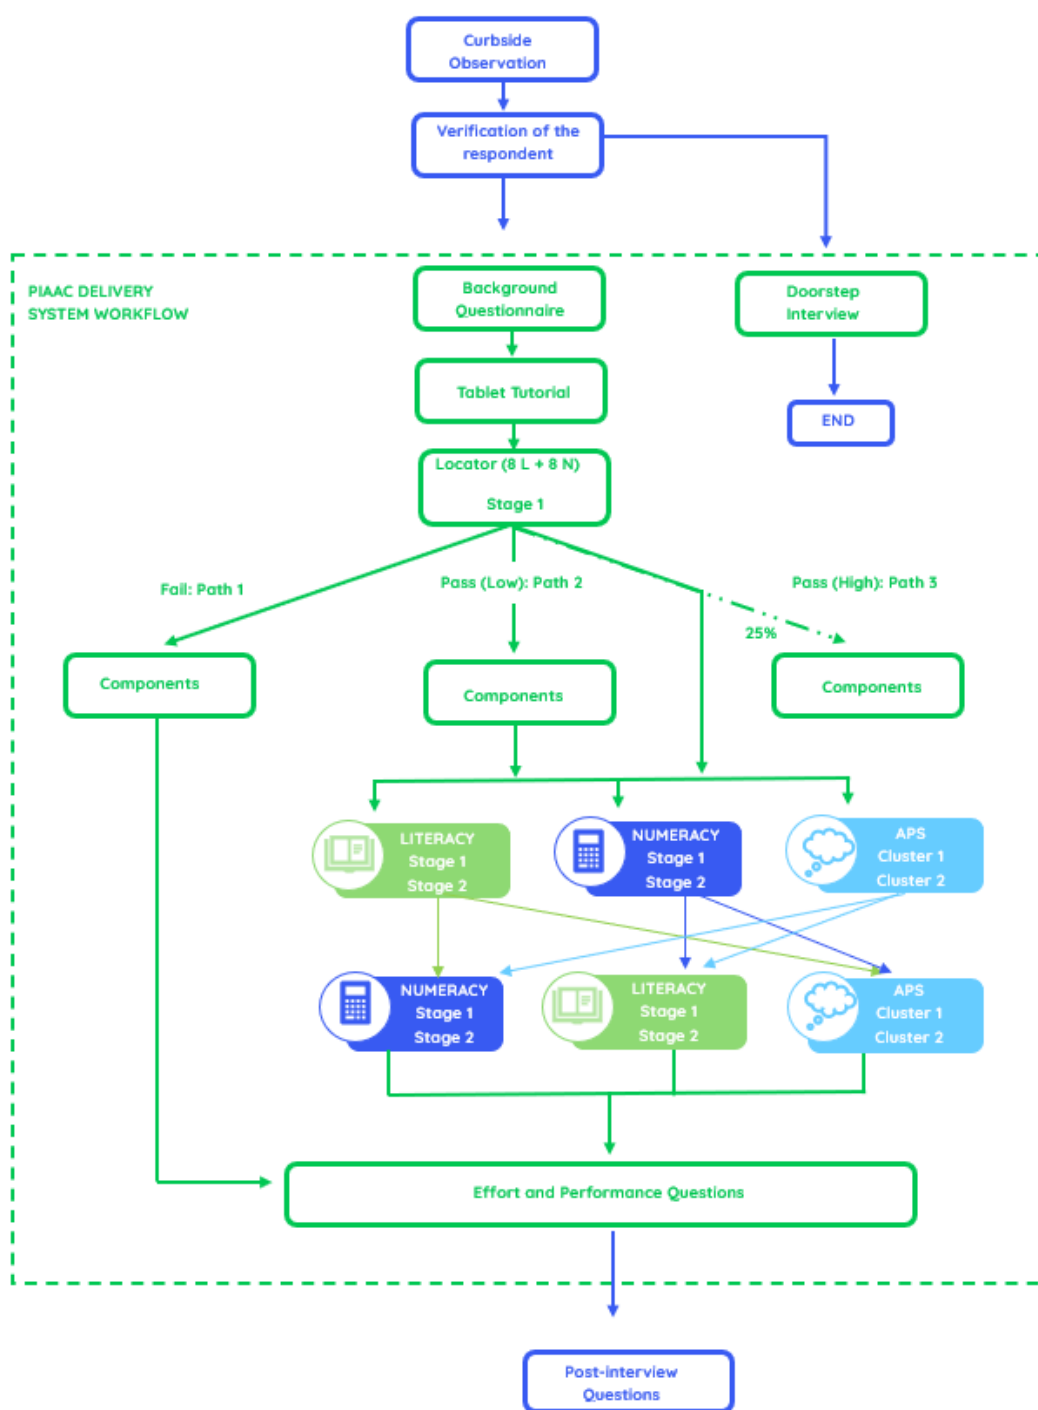 Curbside
Observation
Verification of the
respondent
PIAAC DELIVERY
SYSTEM WORKFLOW
Background
Questionnaire
Doorstep
Interview
Tablet Tutorial
END
Locator (8 L + 8 N)
Stage 1
Fail: Path 1
Pass (Low): Path 2
Pass (High): Path 3
25%
Components
Components
Components
LITERACY
Stage 1
Stage 2
NUMERACY
Stage 1
Stage 2
APS
Cluster 1
Cluster 2
NUMERACY
Stage 1
Stage 2
LITERACY
Stage 1
Stage 2
APS
Cluster 1
Cluster 2
Effort and Performance Questions
Post-interview
Questions